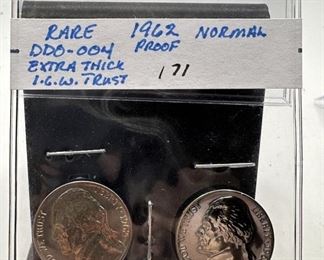 RARE 1962 NORMAL
DDO-004 PROOF
EXTRA THICK
I.G.W. TRUST 171